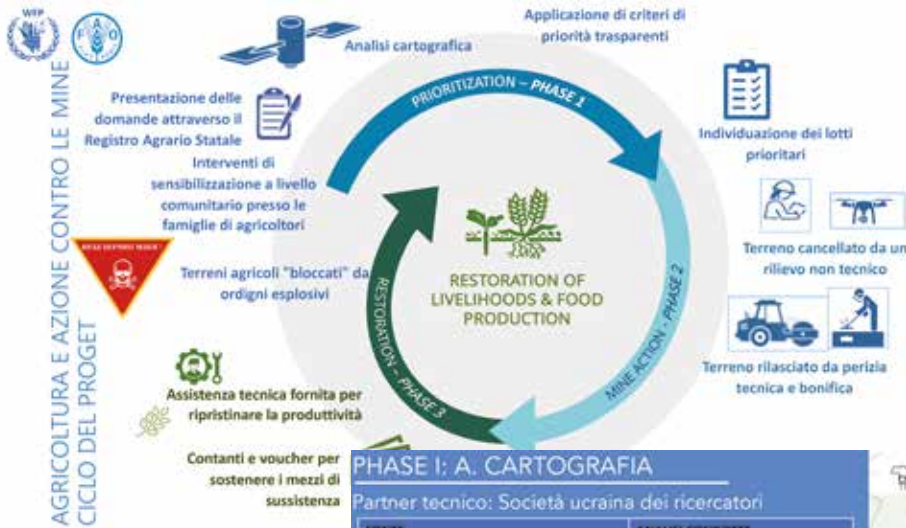 WFP
FAO
AGRICOLTURA E AZIONE CONTRO LE MINE
CICLO DEL PROGET
Analisi cartografica
Applicazione di criteri di
priorità trasparenti
Presentazione delle
domande attraverso il
Registro Agrario Statale
Interventi di
sensibilizzazione a livello
comunitario presso le
famiglie di agricoltori
Terreni agricoli "bloccati" da
ordigni esplosivi
PRIORITIZATION – PHASE 1
Individuazione dei lotti
prioritari
Terreno cancellato da un
rilievo non tecnico
Terreno rilasciato da perizia
tecnica e bonifica
MINE ACTION - PHASE 2
RESTORATION – PHASE 3
RESTORATION OF
LIVELIHOODS & FOOD
PRODUCTION
Assistenza tecnica fornita per
ripristinare la produttività
Contanti e voucher per
sostenere i mezzi di
sussistenza
PHASE I: A. CARTOGRAFIA
Partner tecnico: Società ucraina dei ricercatori